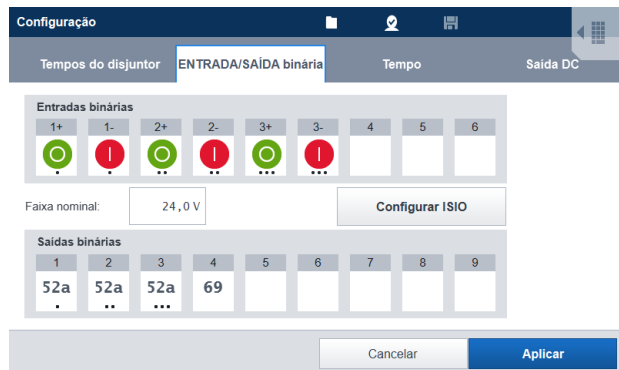 Configuração
Tempos do disjuntor ENTRADA/SAÍDA binária Tempo Saída DC
Entradas binárias
1+ 1- 2+ 2- 3+ 3- 4 5 6
Faixa nominal: 24,0 V Configurar ISIO
Saídas binárias
1 2 3 4 5 6 7 8 9
52a 52a 52a 69
Cancelar Aplicar